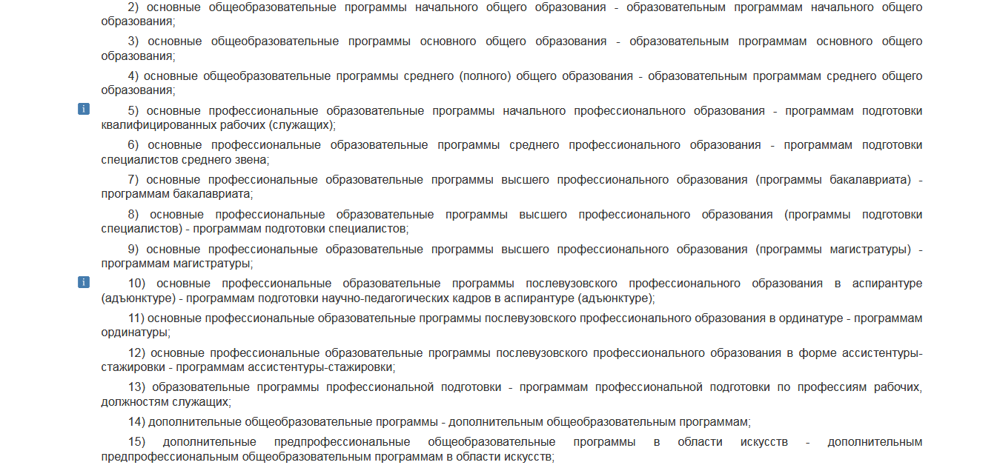 2) основные общеобразовательные программы начального общего образования - образовательным программам начального общего
образования;
3) основные общеобразовательные программы основного общего образования - образовательным программам основного общего
образования;
4) основные общеобразовательные программы среднего (полного) общего образования - образовательным программам среднего общего
образования;
i
5) основные профессиональные образовательные программы начального профессионального образования - программам подготовки
квалифицированных рабочих (служащих);
6) основные профессиональные образовательные программы среднего профессионального образования - программам подготовки
специалистов среднего звена;
7) основные профессиональные образовательные программы высшего профессионального образования (программы бакалавриата) -
программам бакалавриата;
8) основные профессиональные образовательные программы высшего профессионального образования (программы подготовки
специалистов) - программам подготовки специалистов;
9) основные профессиональные образовательные программы высшего профессионального образования (программы магистратуры) -
программам магистратуры;
i
10) основные профессиональные образовательные программы послевузовского профессионального образования в аспирантуре
(адъюнктуре) - программам подготовки научно-педагогических кадров в аспирантуре (адъюнктуре);
11) основные профессиональные образовательные программы послевузовского профессионального образования в ординатуре - программам
ординатуры;
12) основные профессиональные образовательные программы послевузовского профессионального образования в форме ассистентуры-
стажировки - программам ассистентуры-стажировки;
13) образовательные программы профессиональной подготовки - программам профессиональной подготовки по профессиям рабочих,
должностям служащих;
14) дополнительные общеобразовательные программы - дополнительным общеобразовательным программам;
15) дополнительные предпрофессиональные общеобразовательные программы в области искусств - дополнительным
предпрофессиональным общеобразовательным программам в области искусств;